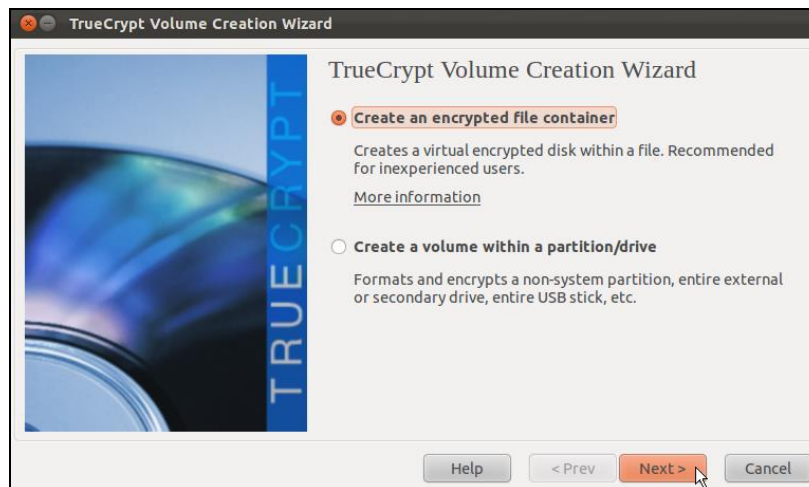 TrueCrypt Volume Creation Wizard
TRUECRYPT
TrueCrypt Volume Creation Wizard
Create an encrypted file container
Creates a virtual encrypted disk within a file. Recommended
for inexperienced users.
More information
Create a volume within a partition/drive
Formats and encrypts a non-system partition, entire external
or secondary drive, entire USB stick, etc.
Help
< Prev
Next >
Cancel